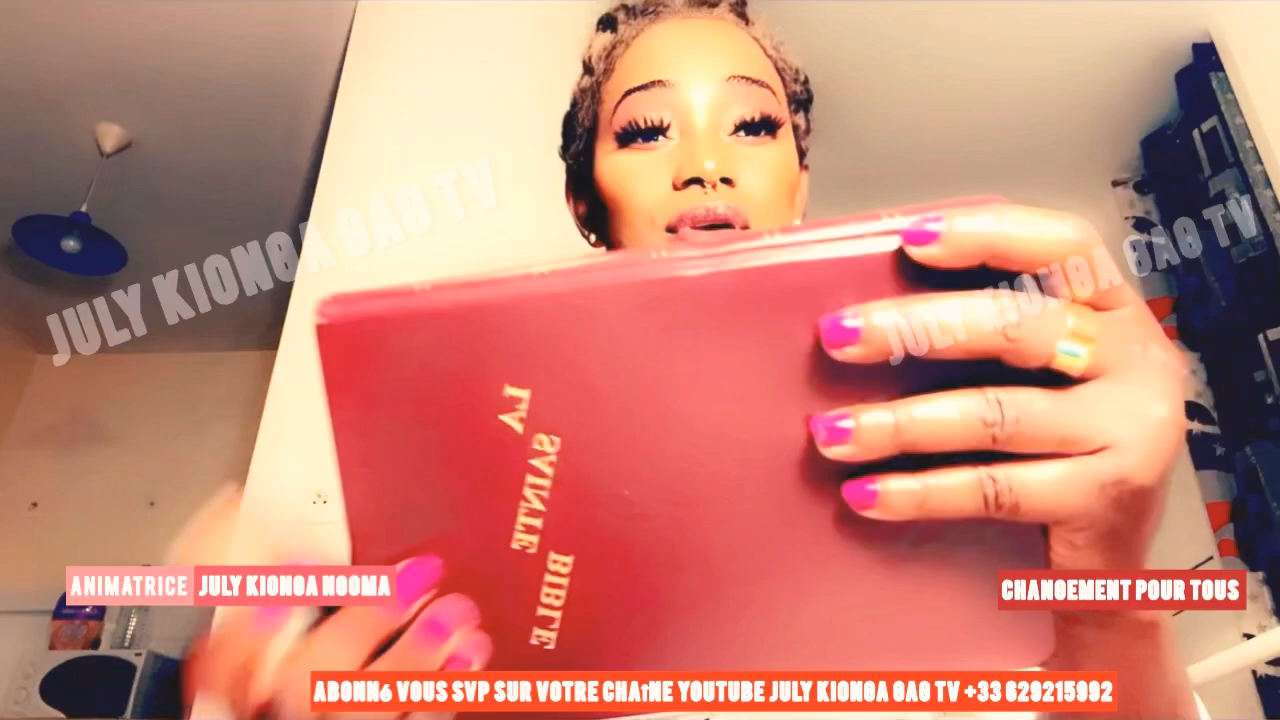 JULY KIONGA GAG TV
JULY KIONGA GAG TV
LA
SAINTE
BIBLE
ANIMATRICE JULY KIONGA NGOMA
CHANGEMENT POUR TOUS
ABONNé VOUS SVP SUR VOTRE CHAîNE YOUTUBE JULY KIONGA GAG TV +33 629215992